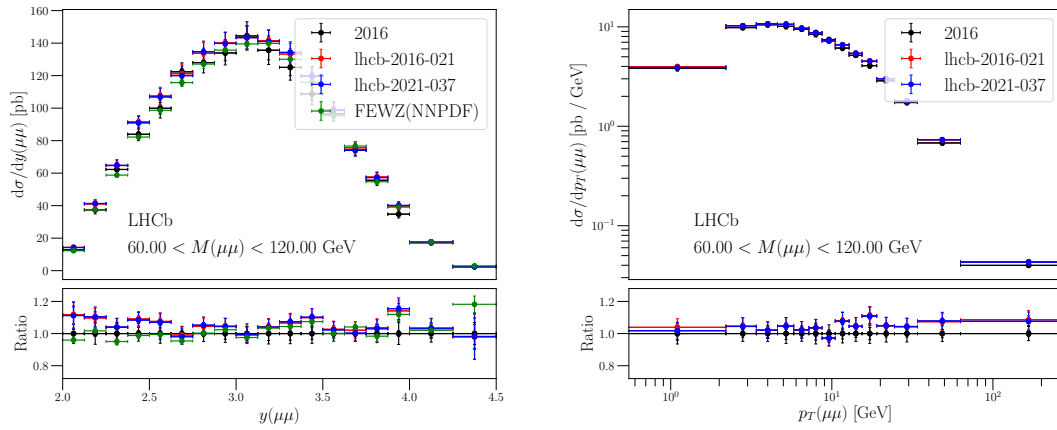 160
140
120
100
80
60
40
20
0
dσ/dy(μμ) [pb]
2016
lhcb-2016-021
lhcb-2021-037
FEWZ(NNPDF)
LHCb
60.00 < M(μμ) < 120.00 GeV
1.2
1.0
0.8
Ratio
2.0 2.5 3.0 3.5 4.0 4.5
y(μμ)
10¹
10⁰
10⁻¹
dσ/dp_T(μμ) [pb / GeV]
2016
lhcb-2016-021
lhcb-2021-037
LHCb
60.00 < M(μμ) < 120.00 GeV
1.2
1.0
0.8
Ratio
10⁰ 10¹ 10²
p_T(μμ) [GeV]